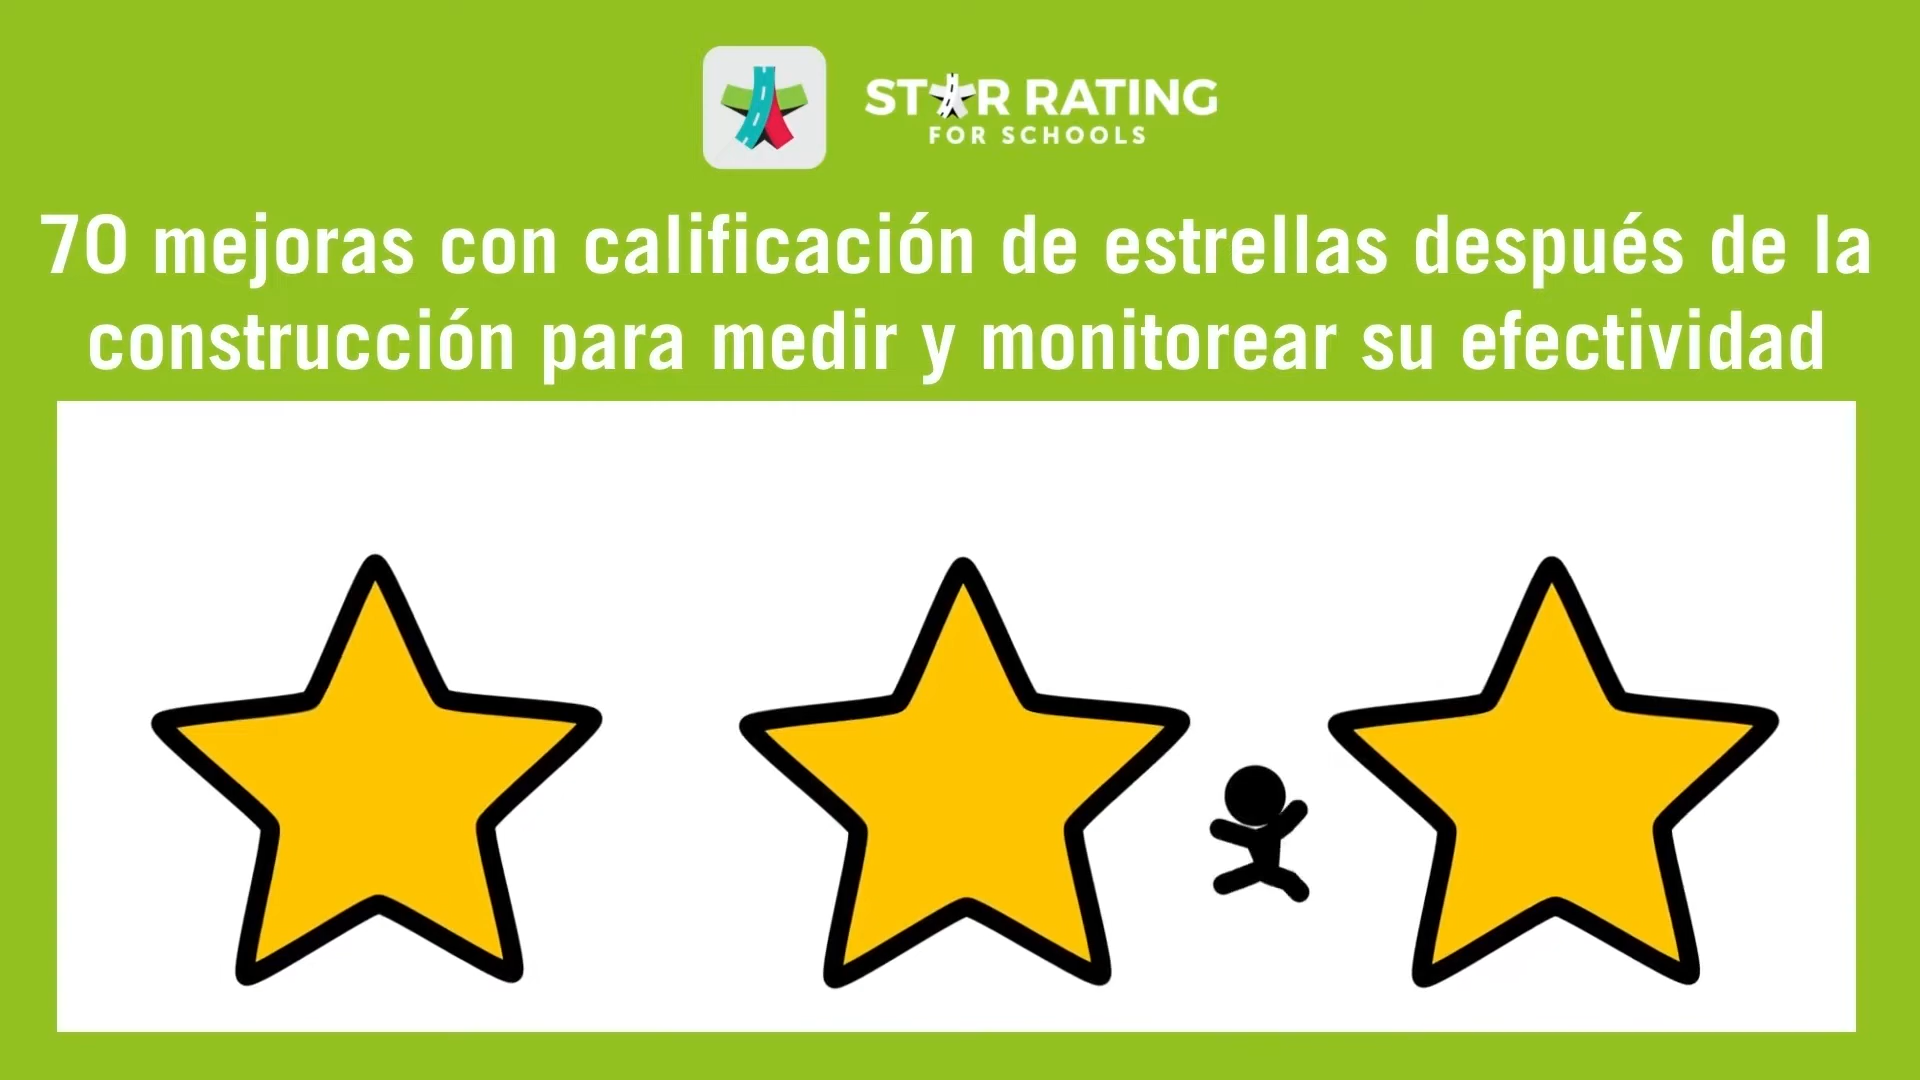 STAR RATING
FOR SCHOOLS
70 mejoras con calificación de estrellas después de la
construcción para medir y monitorear su efectividad